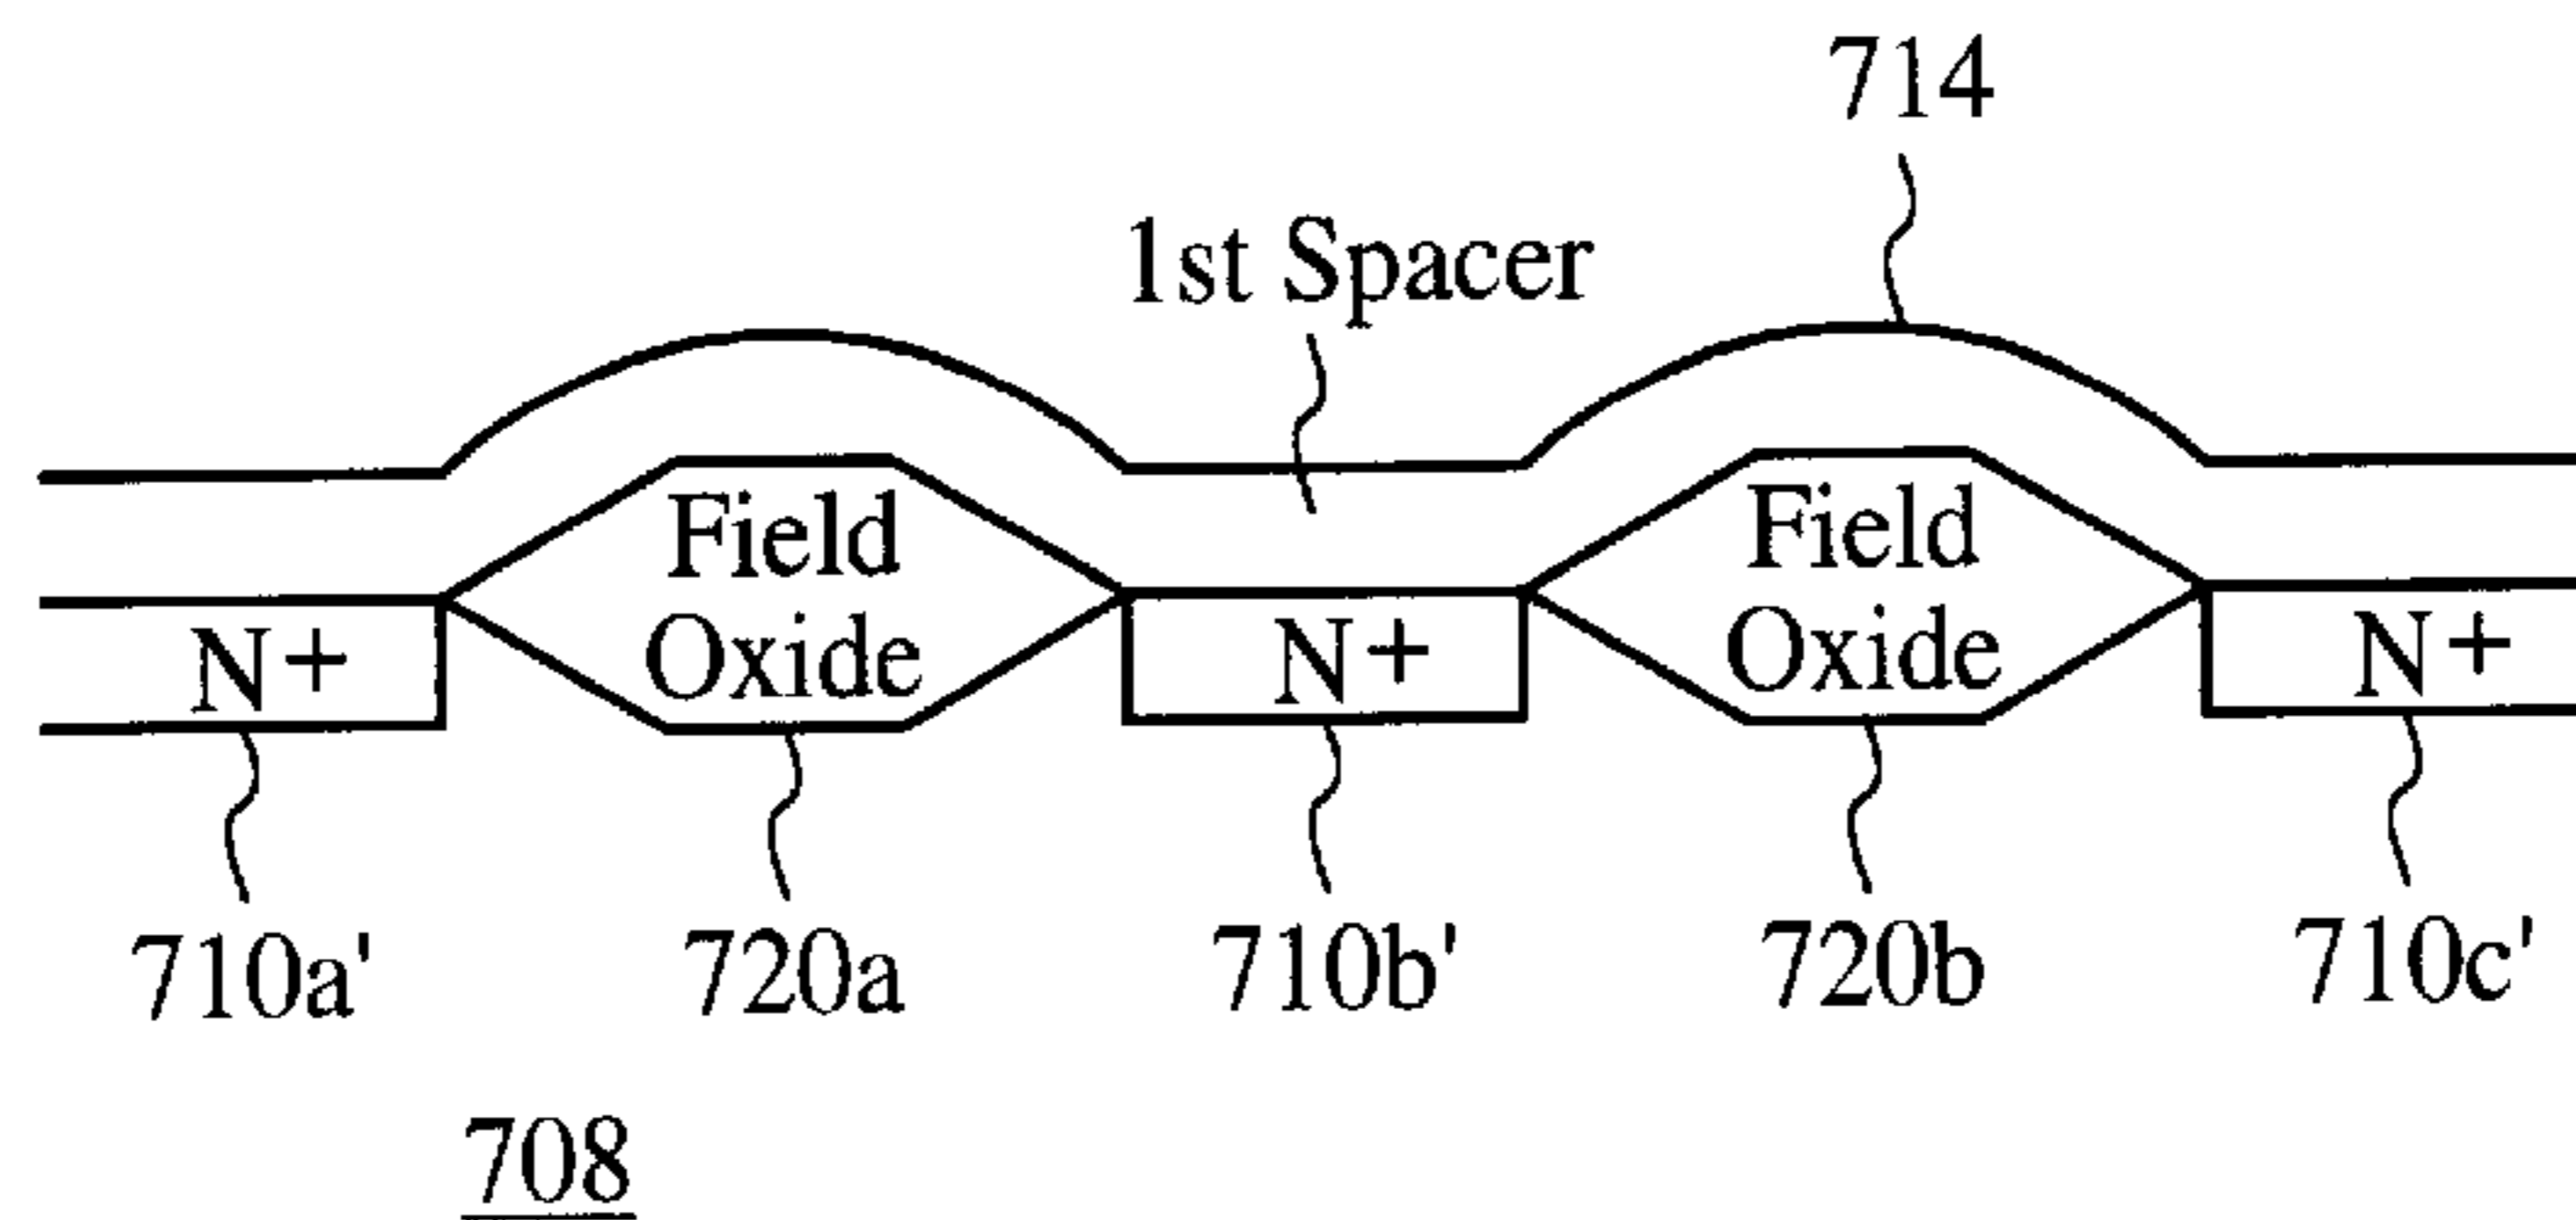 714
1st Spacer
Field
Oxide
Field
Oxide
N+
N+
N+
710a'
720a
710b'
720b
710c'
708